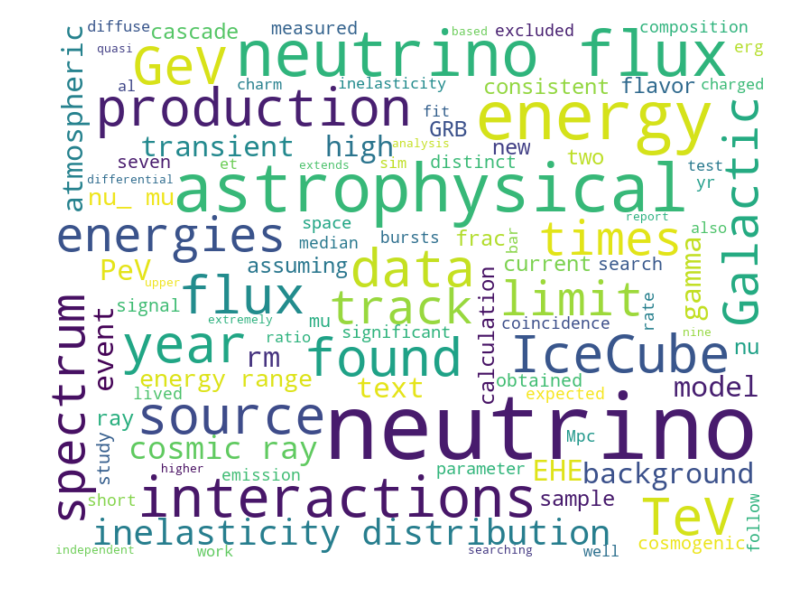 diffuse cascade measured based excluded composition
quasi GeV neutrino flux erg
al charm inelasticity consistent flavor charged
atmospheric production fit GRB energy Galactic
transient high analysis new
seven et extends sim distinct two test
differential yr
nu_ mu astrophysical report
energies space bursts frac bar times also
median gamma
PeV upper assuming data current search
signal flux track limit rate
extremely mu significant calculation coincidence nine
spectrum event year ratio found IceCube nu
rm obtained
energy range text expected model
lived
ray source neutrino
study cosmic ray Mpc
higher emission parameter EHE background
short interactions sample TeV follow
inelasticity distribution cosmogenic
independent work searching well